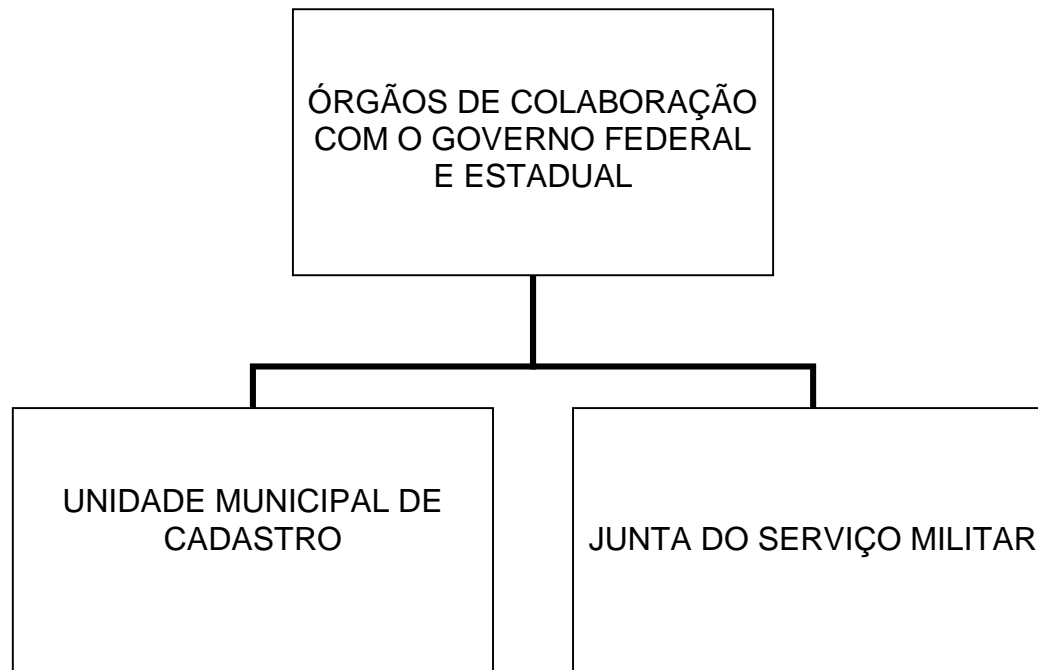 ÓRGÃOS DE COLABORAÇÃO
COM O GOVERNO FEDERAL
E ESTADUAL
UNIDADE MUNICIPAL DE
CADASTRO
JUNTA DO SERVIÇO MILITAR